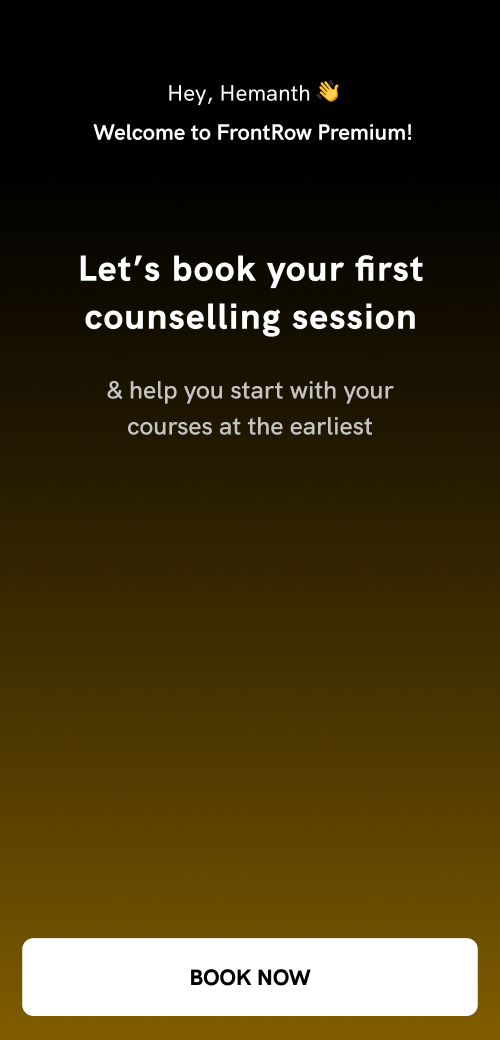 Hey, Hemanth 👋
Welcome to FrontRow Premium!
Let’s book your first
counselling session
& help you start with your
courses at the earliest
BOOK NOW